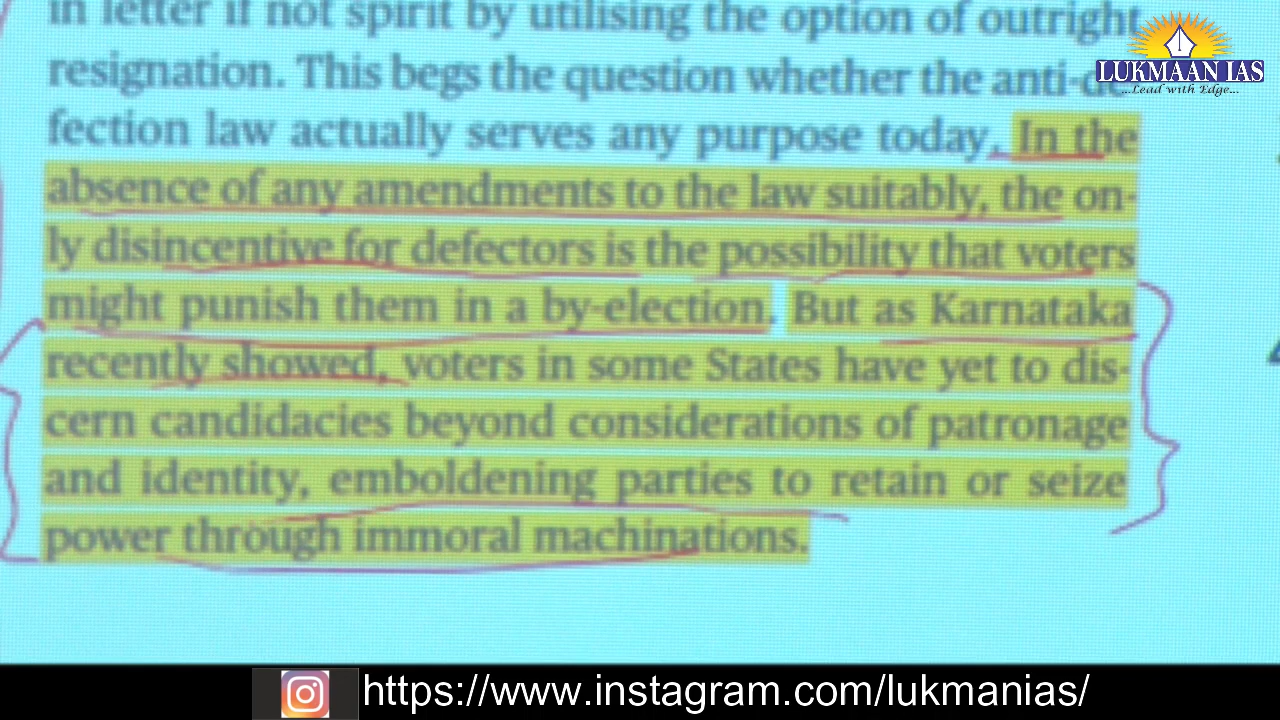 in letter if not spirit by utilising the option of outright
resignation. This begs the question whether the anti-de-
fection law actually serves any purpose today. In the
absence of any amendments to the law suitably, the on-
ly disincentive for defectors is the possibility that voters
might punish them in a by-election. But as Karnataka
recently showed, voters in some States have yet to dis-
cern candidacies beyond considerations of patronage
and identity, emboldening parties to retain or seize
power through immoral machinations.
LUKMAAN IAS
...Lead with Edge...
https://www.instagram.com/lukmanias/